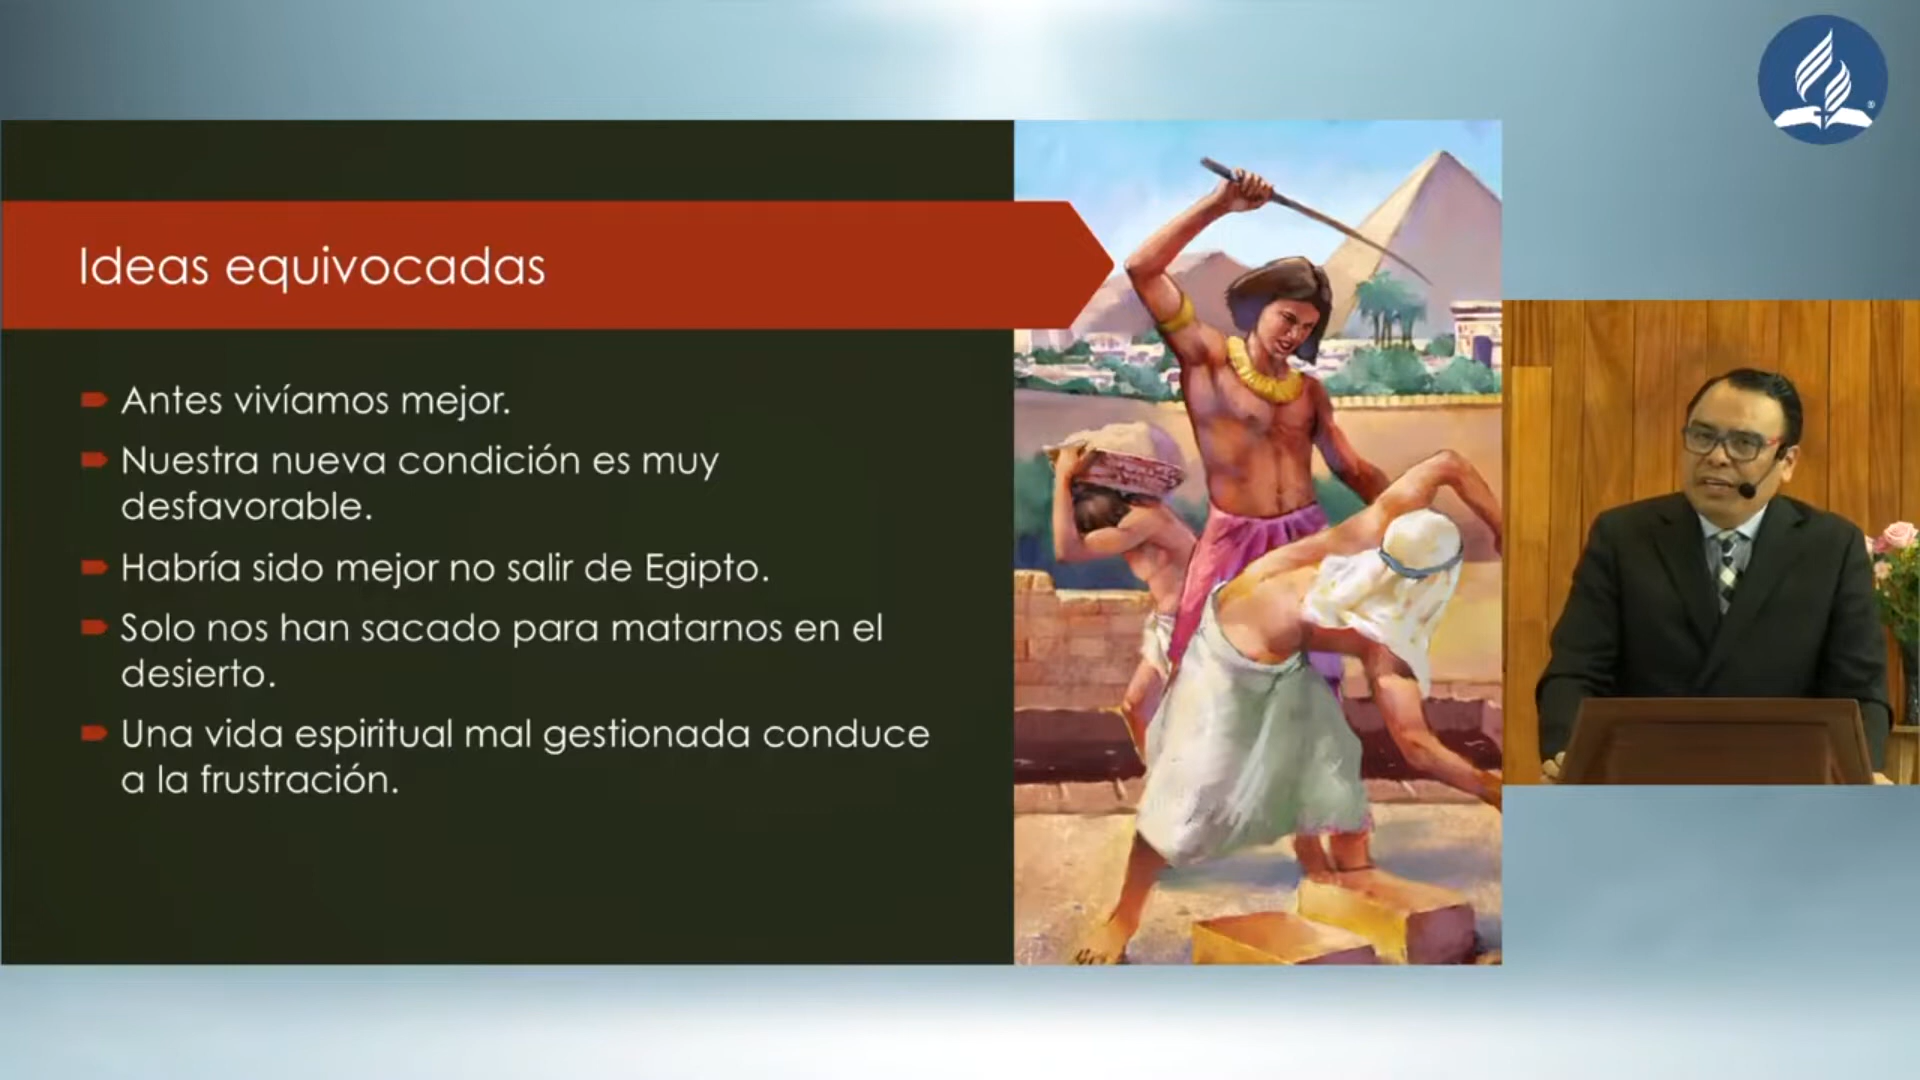 Ideas equivocadas
Antes vivíamos mejor.
Nuestra nueva condición es muy
desfavorable.
Habría sido mejor no salir de Egipto.
Solo nos han sacado para matarnos en el
desierto.
Una vida espiritual mal gestionada conduce
a la frustración.